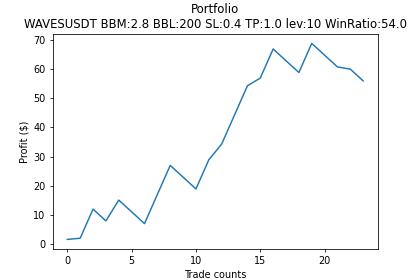 Portfolio
WAVESUSDT BBM:2.8 BBL:200 SL:0.4 TP:1.0 lev:10 WinRatio:54.0
70
60
50
40
30
20
10
0
Profit ($)
0 5 10 15 20
Trade counts